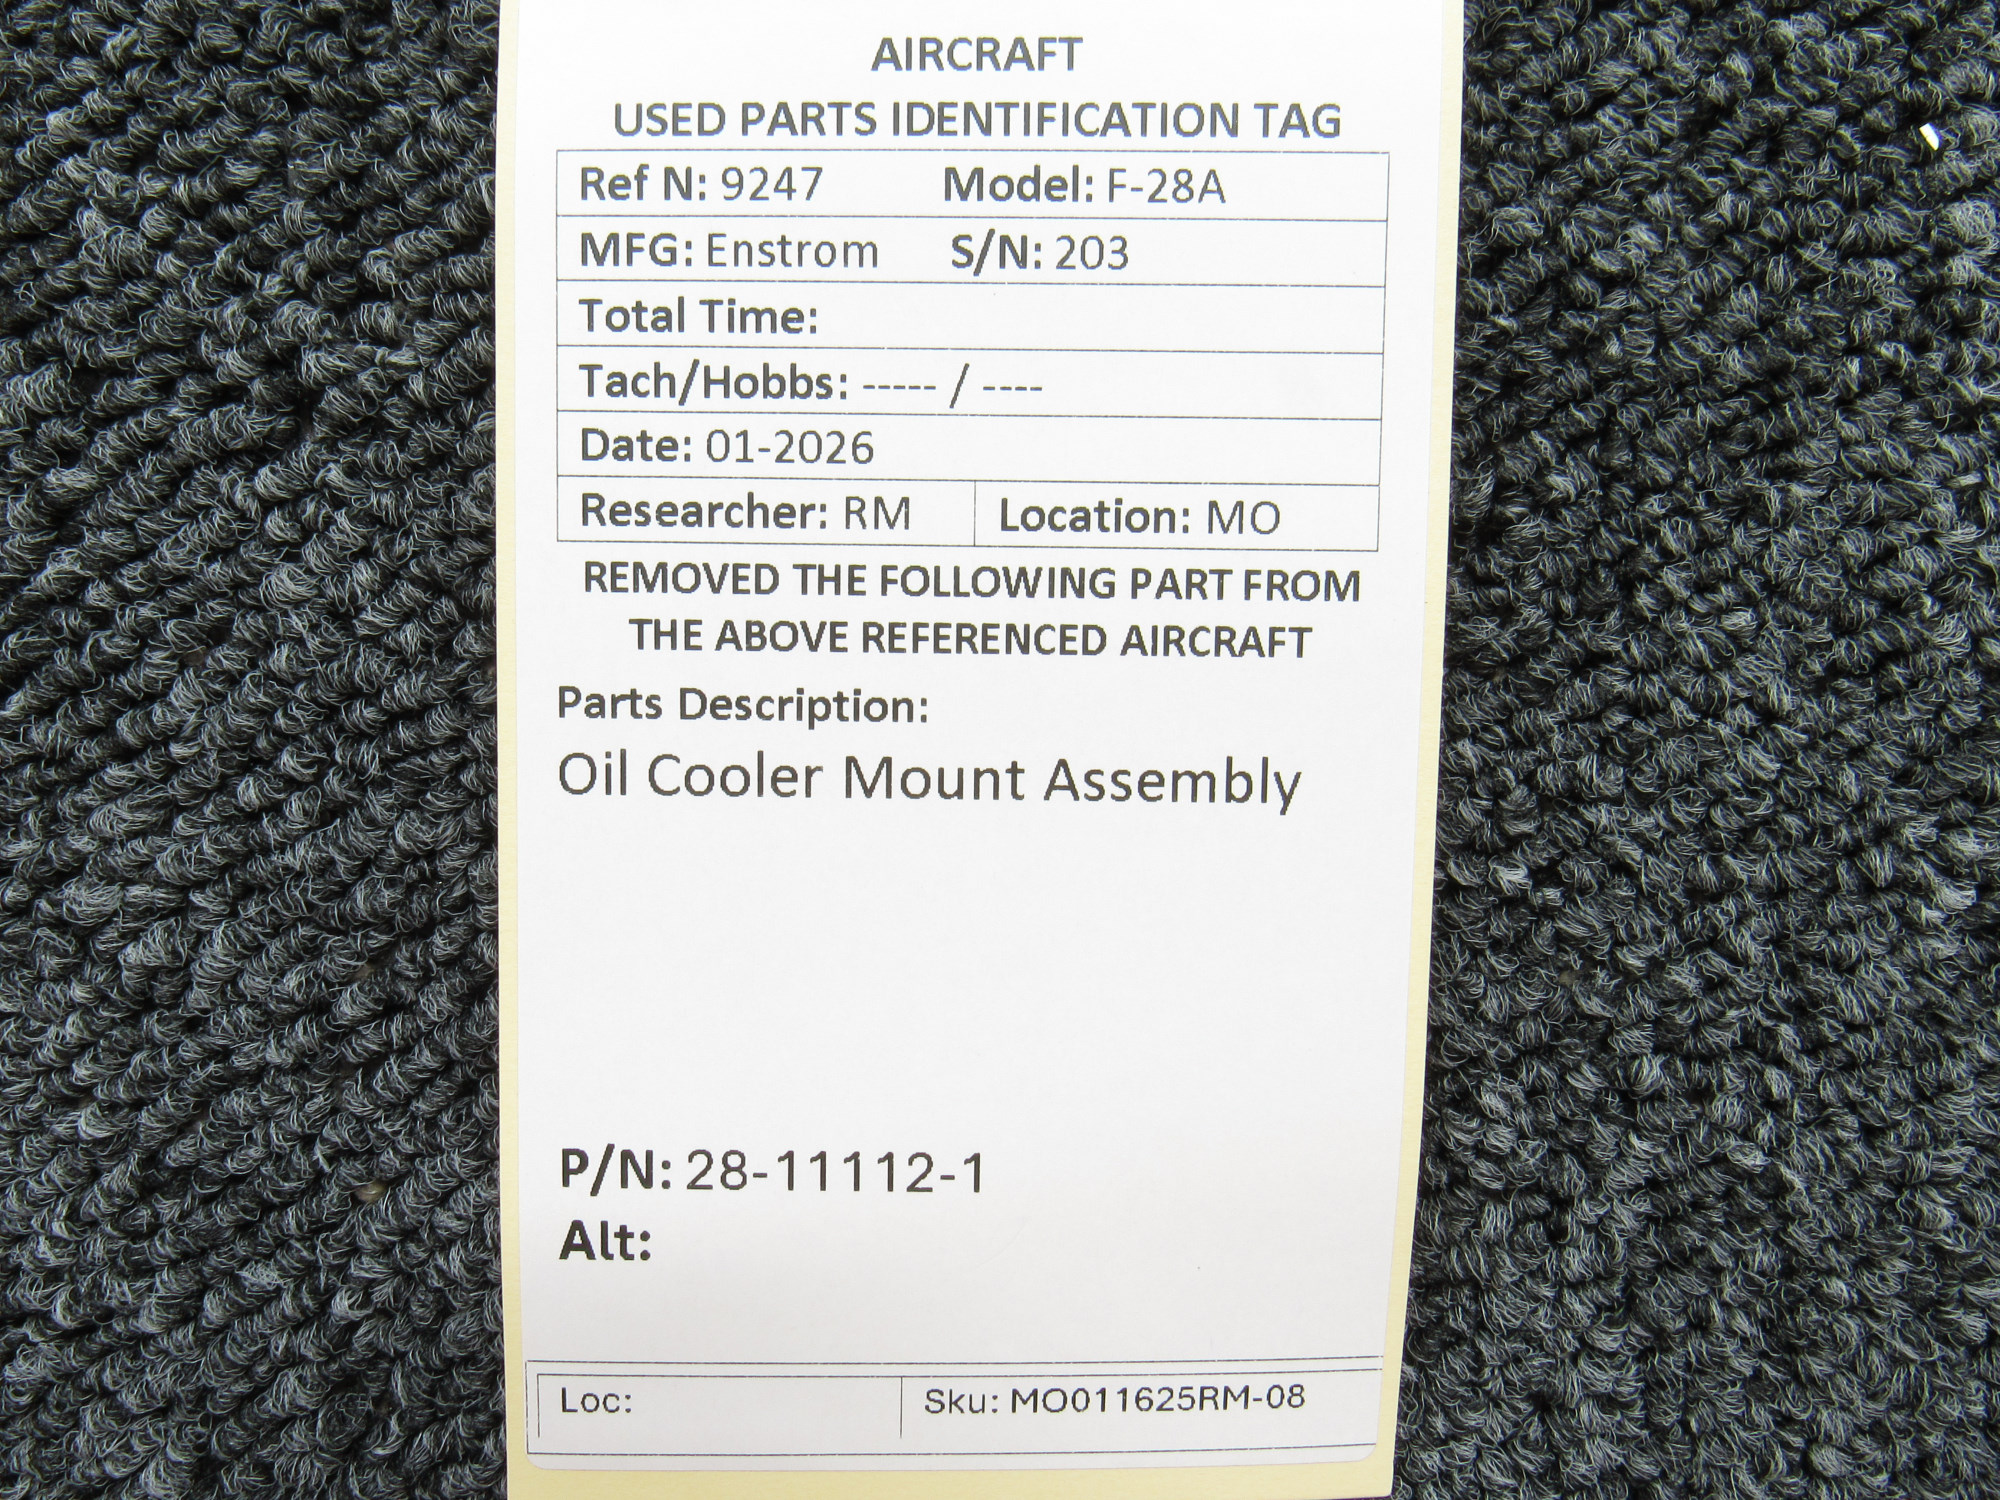 AIRCRAFT
USED PARTS IDENTIFICATION TAG
Ref N: 9247 Model: F-28A
MFG: Enstrom S/N: 203
Total Time:
Tach/Hobbs: ----- / ----
Date: 01-2026
Researcher: RM Location: MO
REMOVED THE FOLLOWING PART FROM
THE ABOVE REFERENCED AIRCRAFT
Parts Description:
Oil Cooler Mount Assembly
P/N: 28-11112-1
Alt:
Loc: Sku: MO011625RM-08